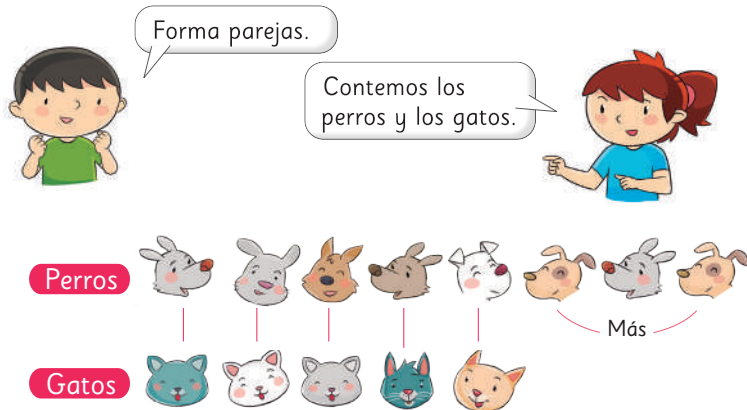 Forma parejas.
Contemos los
perros y los gatos.
Perros
Más
Gatos